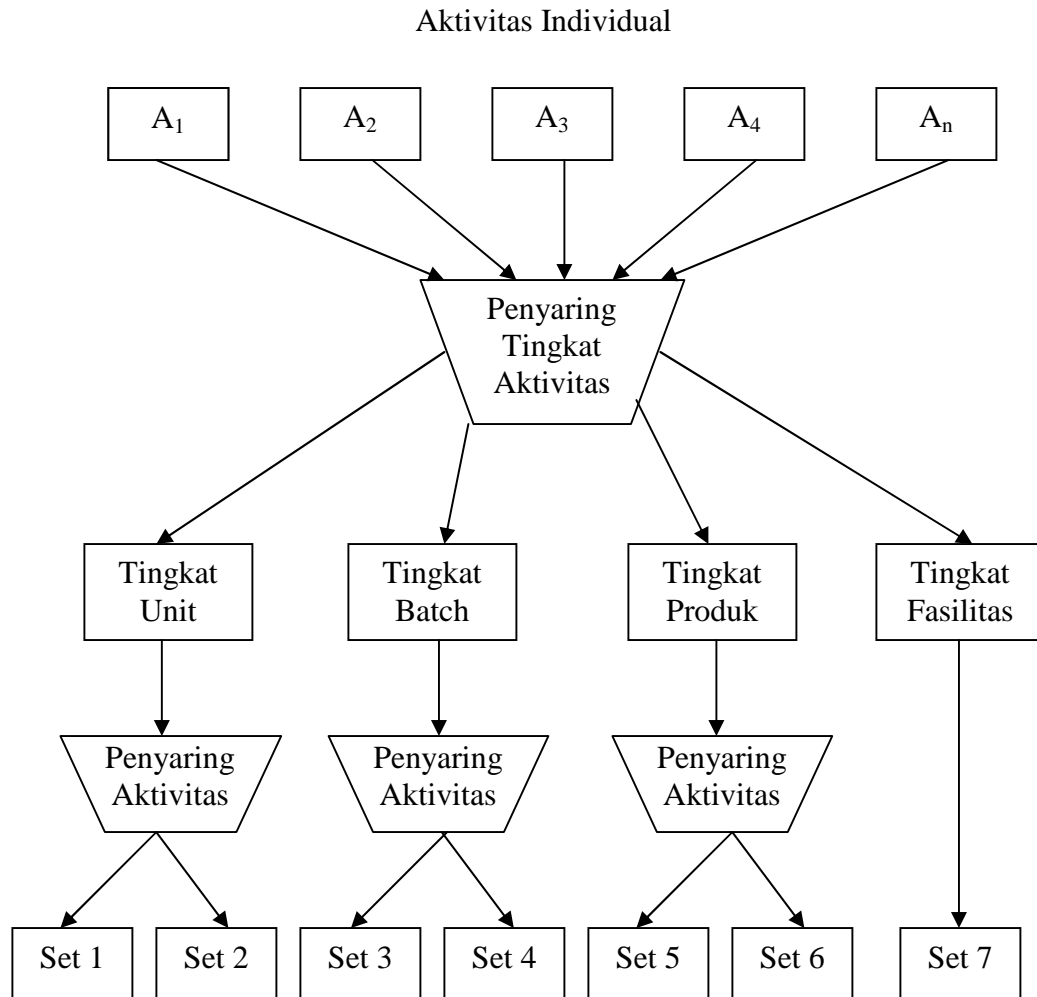 Aktivitas Individual
A₁
A₂
A₃
A₄
Aₙ
Penyaring
Tingkat
Aktivitas
Tingkat
Unit
Tingkat
Batch
Tingkat
Produk
Tingkat
Fasilitas
Penyaring
Aktivitas
Penyaring
Aktivitas
Penyaring
Aktivitas
Set 1
Set 2
Set 3
Set 4
Set 5
Set 6
Set 7